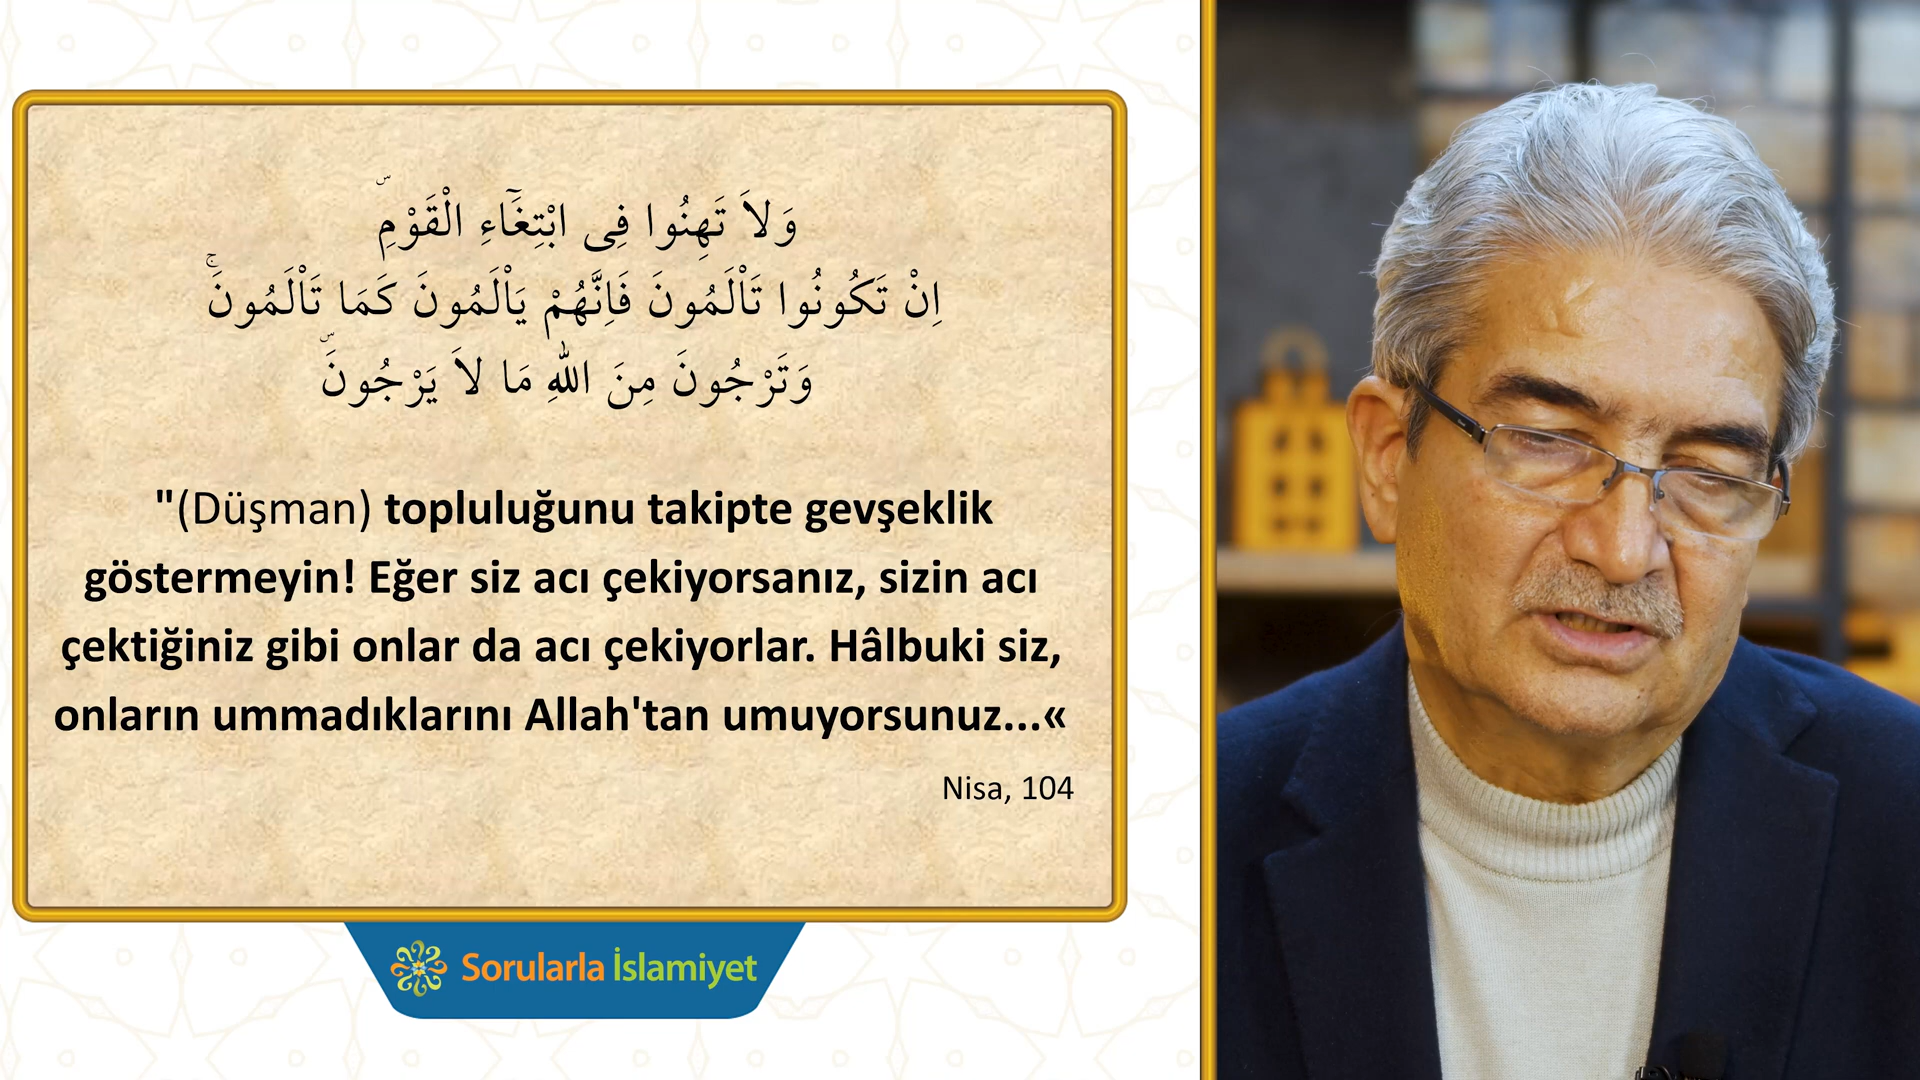 وَلاَ تَهِنُوا فِى ابْتِغَٓاءِ الْقَوْمِۜ
اِنْ تَكُونُوا تَاْلَمُونَ فَاِنَّهُمْ يَاْلَمُونَ كَمَا تَاْلَمُونَۚ
وَتَرْجُونَ مِنَ اللّٰهِ مَا لاَ يَرْجُونَۜ
"(Düşman) topluluğunu takipte gevşeklik
göstermeyin! Eğer siz acı çekiyorsanız, sizin acı
çektiğiniz gibi onlar da acı çekiyorlar. Hâlbuki siz,
onların ummadıklarını Allah'tan umuyorsunuz...«
Nisa, 104
Sorularla İslamiyet